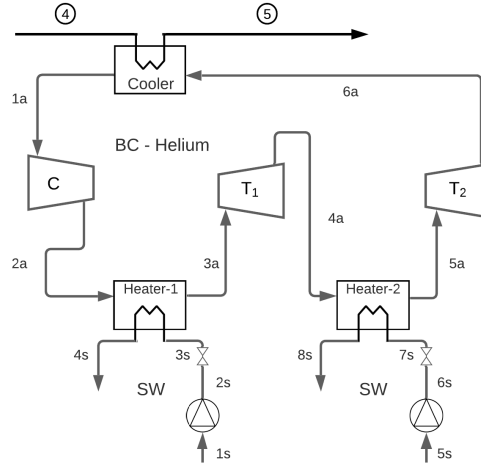 4
5
Cooler
1a
6a
BC - Helium
C
T1
T2
4a
2a
3a
5a
Heater-1
Heater-2
4s
3s
8s
7s
SW
2s
SW
6s
1s
5s